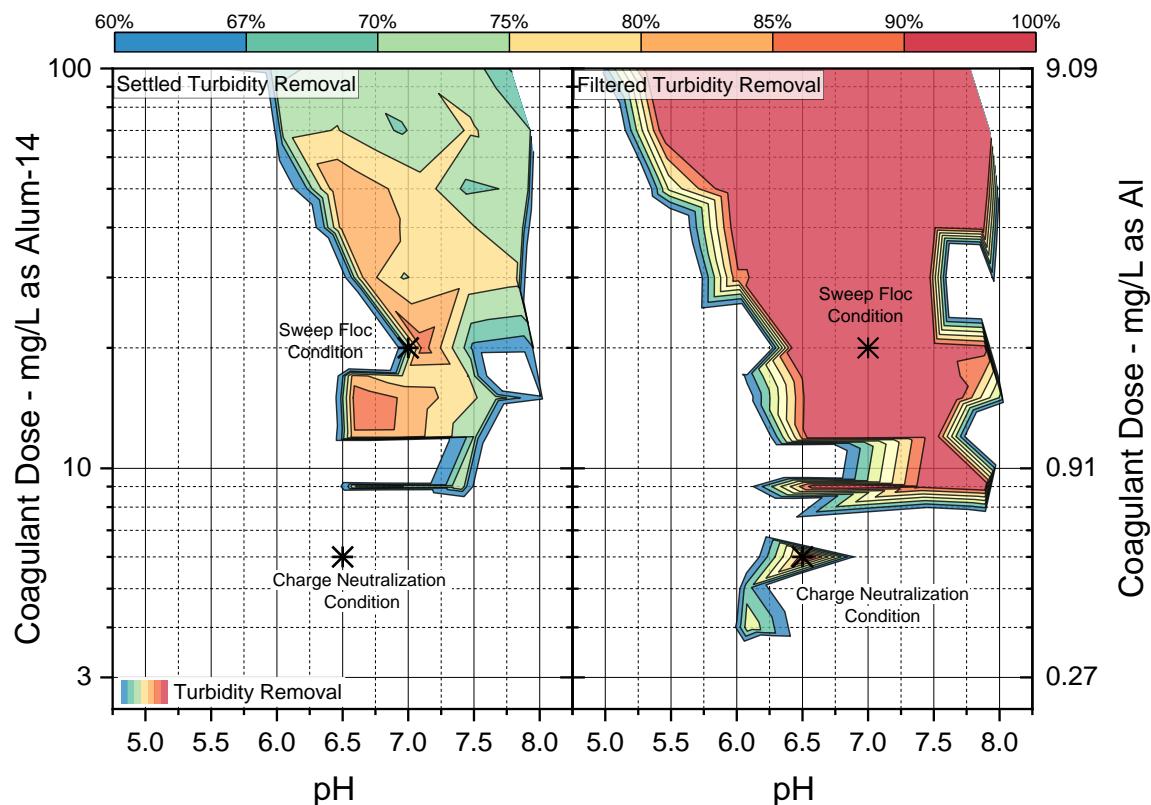 60% 67% 70% 75% 80% 85% 90% 100%
Settled Turbidity Removal
Filtered Turbidity Removal
100
10
3
9.09
0.91
0.27
Coagulant Dose - mg/L as Alum-14
Coagulant Dose - mg/L as Al
Sweep Floc
Condition
Charge Neutralization
Condition
Sweep Floc
Condition
Charge Neutralization
Condition
Turbidity Removal
5.0 5.5 6.0 6.5 7.0 7.5 8.0
5.0 5.5 6.0 6.5 7.0 7.5 8.0
pH
pH